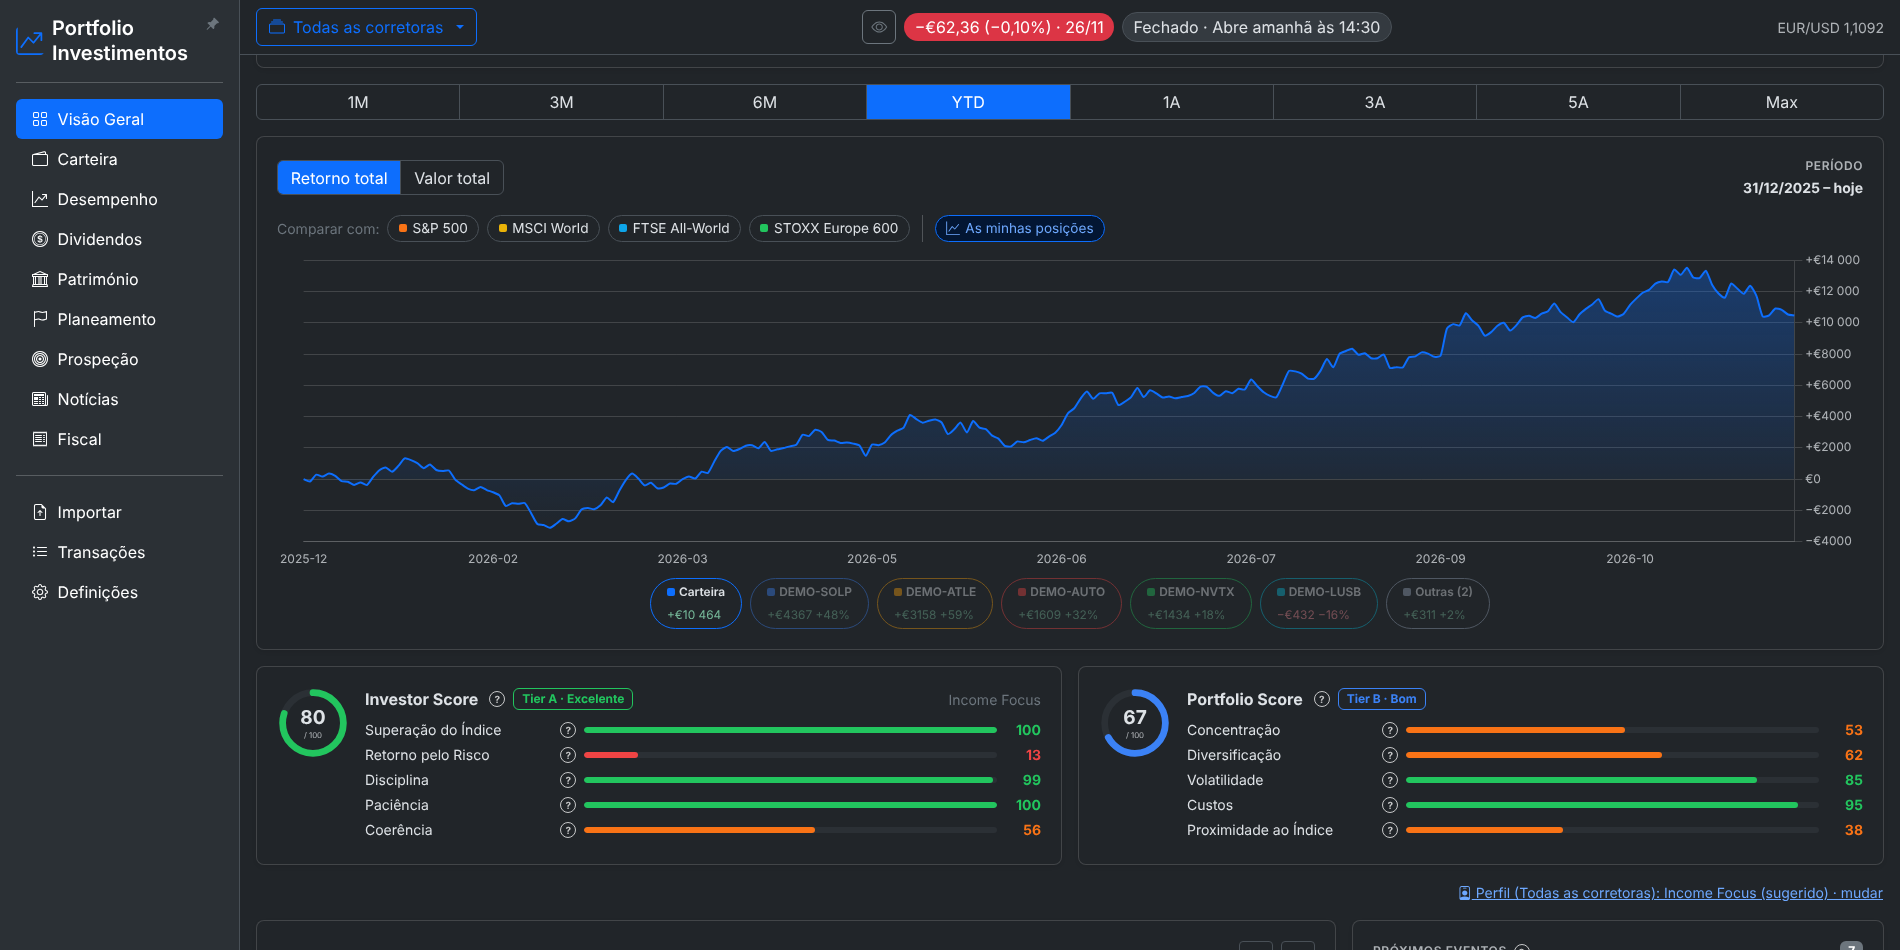 Portfolio
Investimentos
Todas as corretoras
−€62,36 (−0,10%) · 26/11
Fechado · Abre amanhã às 14:30
EUR/USD 1,1092
Visão Geral
Carteira
Desempenho
Dividendos
Património
Planeamento
Prospeção
Notícias
Fiscal
Importar
Transações
Definições
1M 3M 6M YTD 1A 3A 5A Max
Retorno total Valor total
PERÍODO
31/12/2025 – hoje
Comparar com: S&P 500 MSCI World FTSE All-World STOXX Europe 600 As minhas posições
+€14 000
+€12 000
+€10 000
+€8000
+€6000
+€4000
+€2000
€0
−€2000
−€4000
2025-12 2026-02 2026-03 2026-05 2026-06 2026-07 2026-09 2026-10
Carteira
+€10 464
DEMO-SOLP
+€4367 +48%
DEMO-ATLE
+€3158 +59%
DEMO-AUTO
+€1609 +32%
DEMO-NVTX
+€1434 +18%
DEMO-LUSB
−€432 −16%
Outras (2)
+€311 +2%
80
/ 100
Investor Score ? Tier A · Excelente Income Focus
Superação do Índice ? 100
Retorno pelo Risco ? 13
Disciplina ? 99
Paciência ? 100
Coerência ? 56
67
/ 100
Portfolio Score ? Tier B · Bom
Concentração ? 53
Diversificação ? 62
Volatilidade ? 85
Custos ? 95
Proximidade ao Índice ? 38
Perfil (Todas as corretoras): Income Focus (sugerido) · mudar
PRÓXIMOS EVENTOS
7